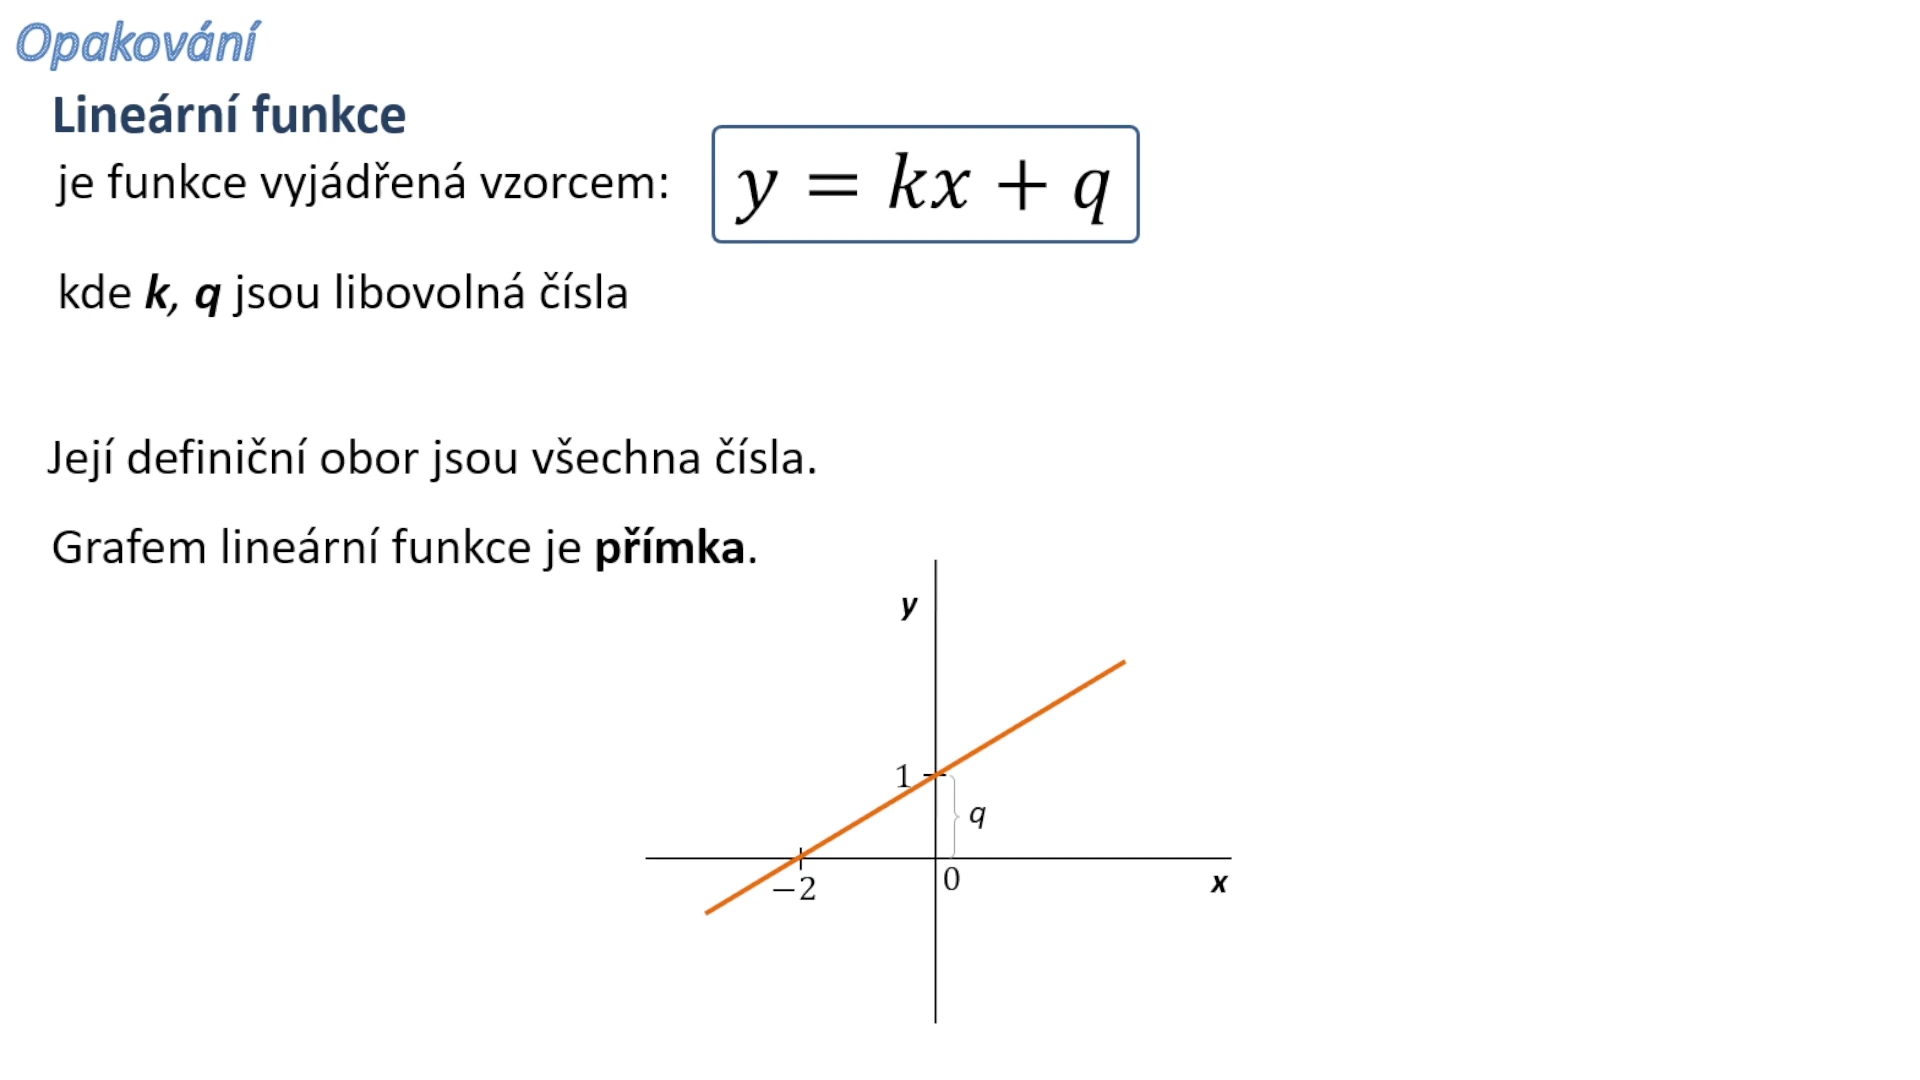 Opakování
Lineární funkce
je funkce vyjádřená vzorcem:
y = kx + q
kde k, q jsou libovolná čísla
Její definiční obor jsou všechna čísla.
Grafem lineární funkce je přímka.
y
1
q
−2
0
x